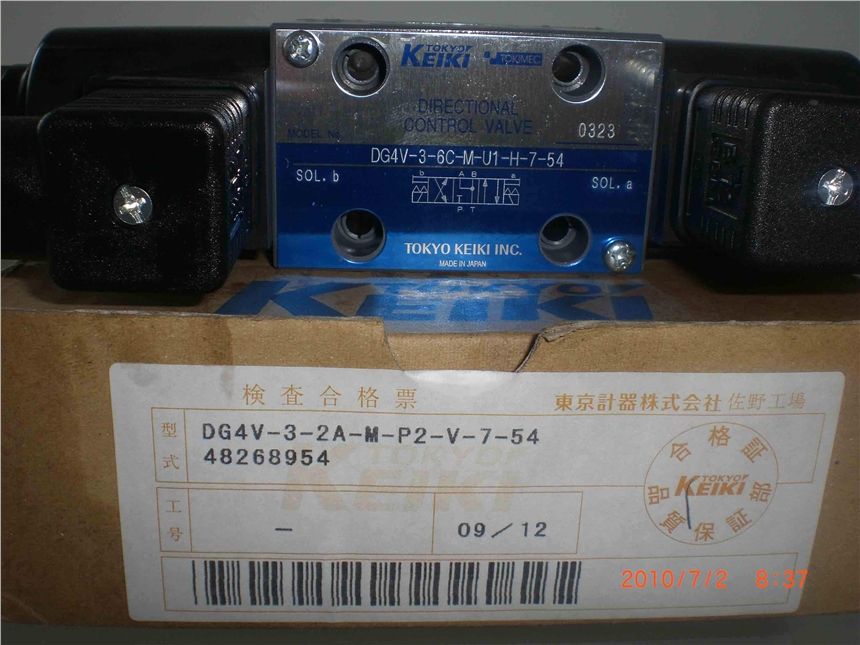 TOKYO KEIKI TOKIMEC
DIRECTIONAL
CONTROL VALVE
MODEL No.
0323
DG4V-3-6C-M-U1-H-7-54
SOL. b
SOL. a
b A B a
T
P T
TOKYO KEIKI INC.
MADE IN JAPAN
TOKYO KEIKI
検査合格票
東京計器株式会社 佐野工場
型式
DG4V-3-2A-M-P2-V-7-54
48268954
TOKYO KEIKI
工号
-
09/12
合格
TOKYO KEIKI
品質保証部
2010/7/2 8:37